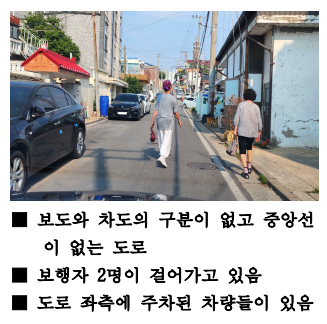 ■ 보도와 차도의 구분이 없고 중앙선
이 없는 도로
■ 보행자 2명이 걸어가고 있음
■ 도로 좌측에 주차된 차량들이 있음